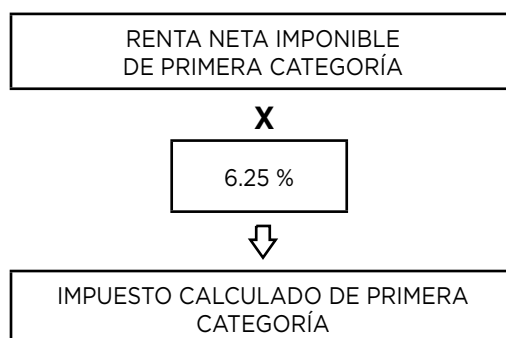 RENTA NETA IMPONIBLE
DE PRIMERA CATEGORÍA
X
6.25 %
IMPUESTO CALCULADO DE PRIMERA
CATEGORÍA